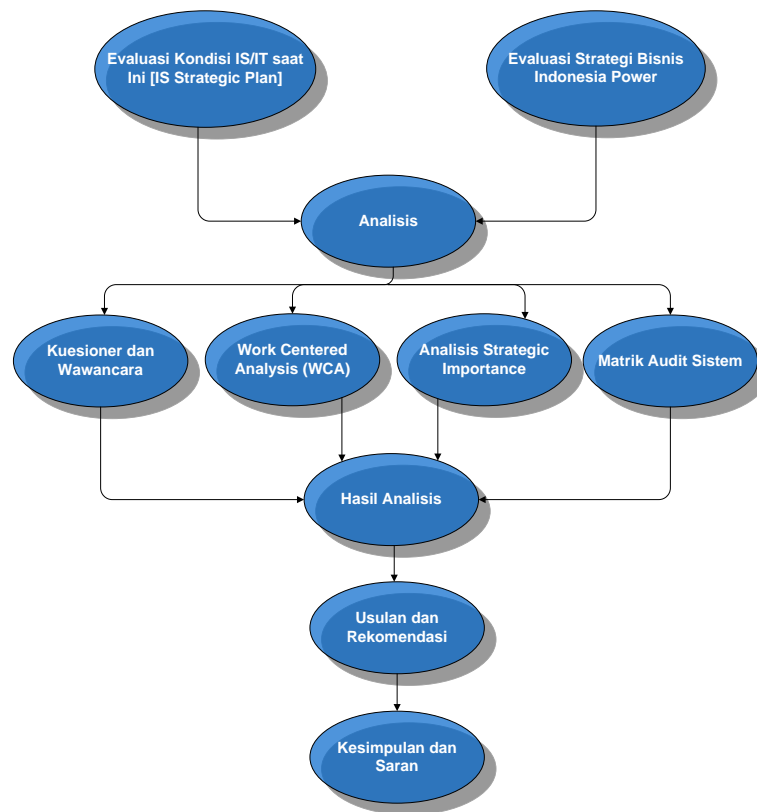 Evaluasi Kondisi IS/IT saat
Ini [IS Strategic Plan]
Evaluasi Strategi Bisnis
Indonesia Power
Analisis
Kuesioner dan
Wawancara
Work Centered
Analysis (WCA)
Analisis Strategic
Importance
Matrik Audit Sistem
Hasil Analisis
Usulan dan
Rekomendasi
Kesimpulan dan
Saran